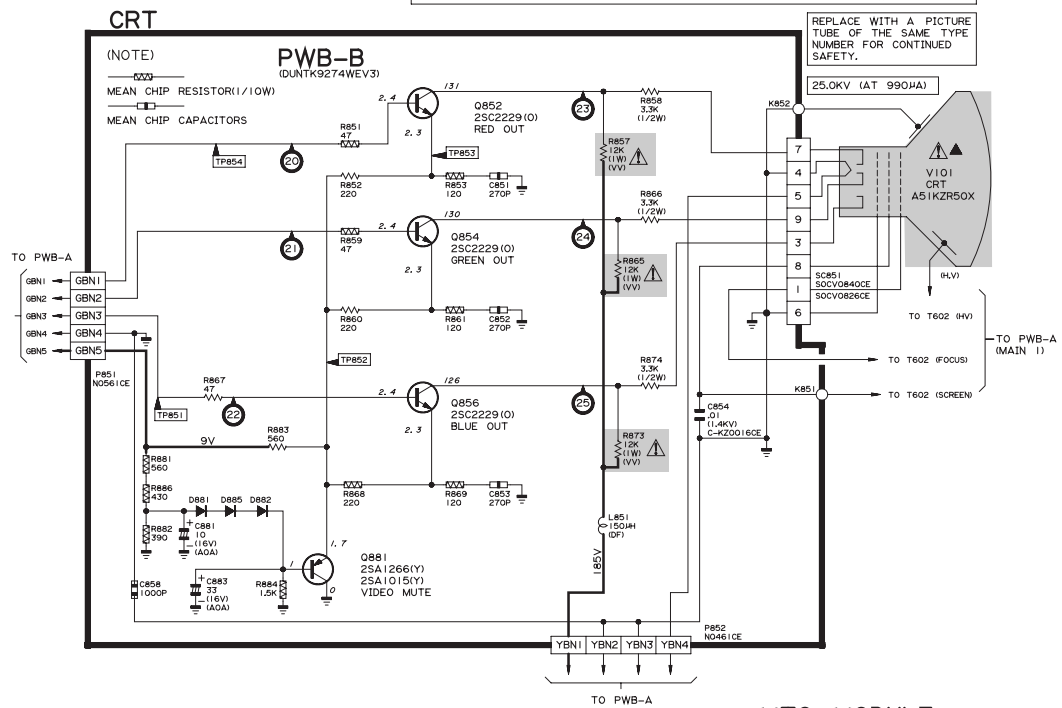 CRT
REPLACE WITH A PICTURE
TUBE OF THE SAME TYPE
NUMBER FOR CONTINUED
SAFETY.
(NOTE)
MEAN CHIP RESISTOR(1/10W)
MEAN CHIP CAPACITORS
PWB-B
(DUNTK9274WEV3)
25.0KV (AT 990µA)
K852
131
2.4
Q852
2SC2229(O)
RED OUT
2.3
23
R858
3.3K
(1/2W)
R851
47
TP854
20
TP853
R857
12K
(1W)
(VV)
R852
220
R853
120
C851
270P
7
4
5
9
3
8
1
6
V101
CRT
A51KZR50X
(H,V)
SC851
SOCV0840CE
SOCV0826CE
R866
3.3K
(1/2W)
130
2.4
Q854
2SC2229(O)
GREEN OUT
2.3
24
21
R859
47
R865
12K
(1W)
(VV)
R860
220
R861
120
C852
270P
TO PWB-A
GBN1
GBN2
GBN3
GBN4
GBN5
GBN1
GBN2
GBN3
GBN4
GBN5
P851
N0561CE
TO T602 (HV)
TO PWB-A
(MAIN 1)
TO T602 (FOCUS)
K851
TO T602 (SCREEN)
TP852
R867
47
TP851
22
2.4
126
Q856
2SC2229(O)
BLUE OUT
2.3
25
R874
3.3K
(1/2W)
C854
.01
(1.4KV)
C-KZ0016CE
R873
12K
(1W)
(VV)
9V
R883
560
R881
560
R886
430
R882
390
D881
D885
D882
C881
10
(16V)
(AOA)
R868
220
R869
120
C853
270P
L851
150µH
(DF)
185V
1.7
1
0
Q881
2SA1266(Y)
2SA1015(Y)
VIDEO MUTE
C858
1000P
C883
33
(16V)
(AOA)
R884
1.5K
P852
N0461CE
YBN1
YBN2
YBN3
YBN4
TO PWB-A